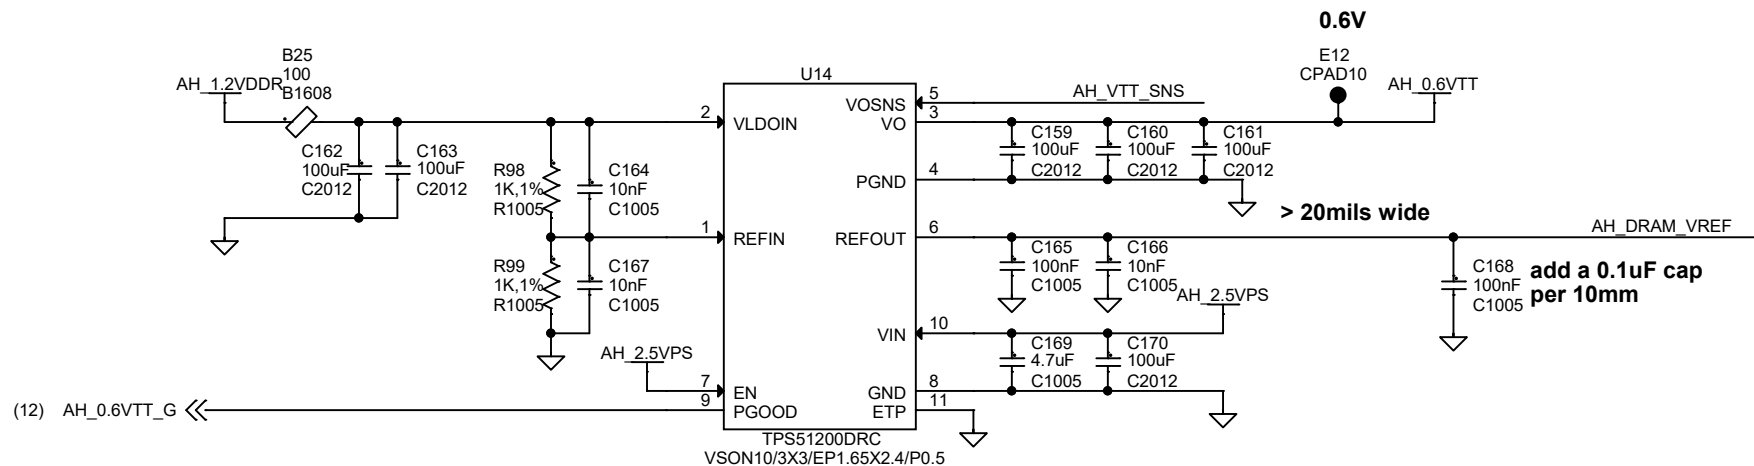 0.6V
B25
100
B1608
AH_1.2VDDR
E12
CPAD10
AH_0.6VTT
U14
AH_VTT_SNS
5
VOSNS
2
VLDOIN
VO
3
C162
100uF
C2012
C163
100uF
C2012
R98
1K,1%
R1005
C164
10nF
C1005
C159
100uF
C2012
C160
100uF
C2012
C161
100uF
C2012
PGND
4
> 20mils wide
1
REFIN
REFOUT
6
AH_DRAM_VREF
R99
1K,1%
R1005
C167
10nF
C1005
C165
100nF
C1005
C166
10nF
C1005
C168
100nF
C1005
add a 0.1uF cap
per 10mm
AH_2.5VPS
VIN
10
AH_2.5VPS
C169
4.7uF
C1005
C170
100uF
C2012
7
EN
GND
8
(12) AH_0.6VTT_G
9
PGOOD
ETP
11
TPS51200DRC
VSON10/3X3/EP1.65X2.4/P0.5